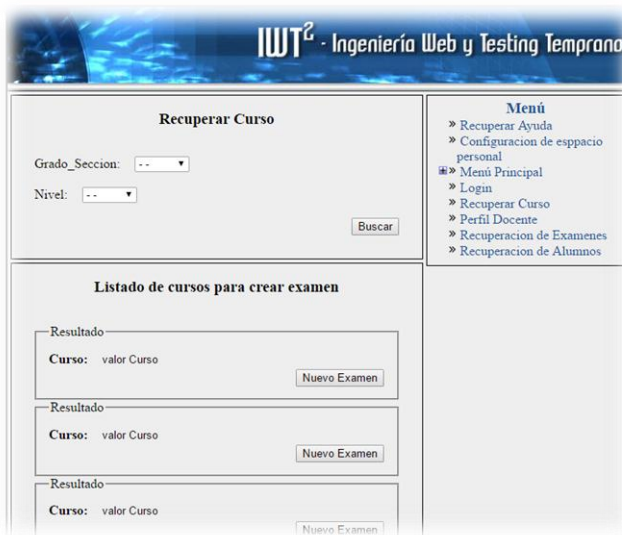 IWT² - Ingeniería Web y Testing Temprano
Recuperar Curso
Grado_Seccion: --
Nivel: --
Buscar
Listado de cursos para crear examen
Resultado
Curso: valor Curso
Nuevo Examen
Resultado
Curso: valor Curso
Nuevo Examen
Resultado
Curso: valor Curso
Nuevo Examen
Menú
» Recuperar Ayuda
» Configuracion de esppacio
personal
» Menú Principal
» Login
» Recuperar Curso
» Perfil Docente
» Recuperacion de Examenes
» Recuperacion de Alumnos